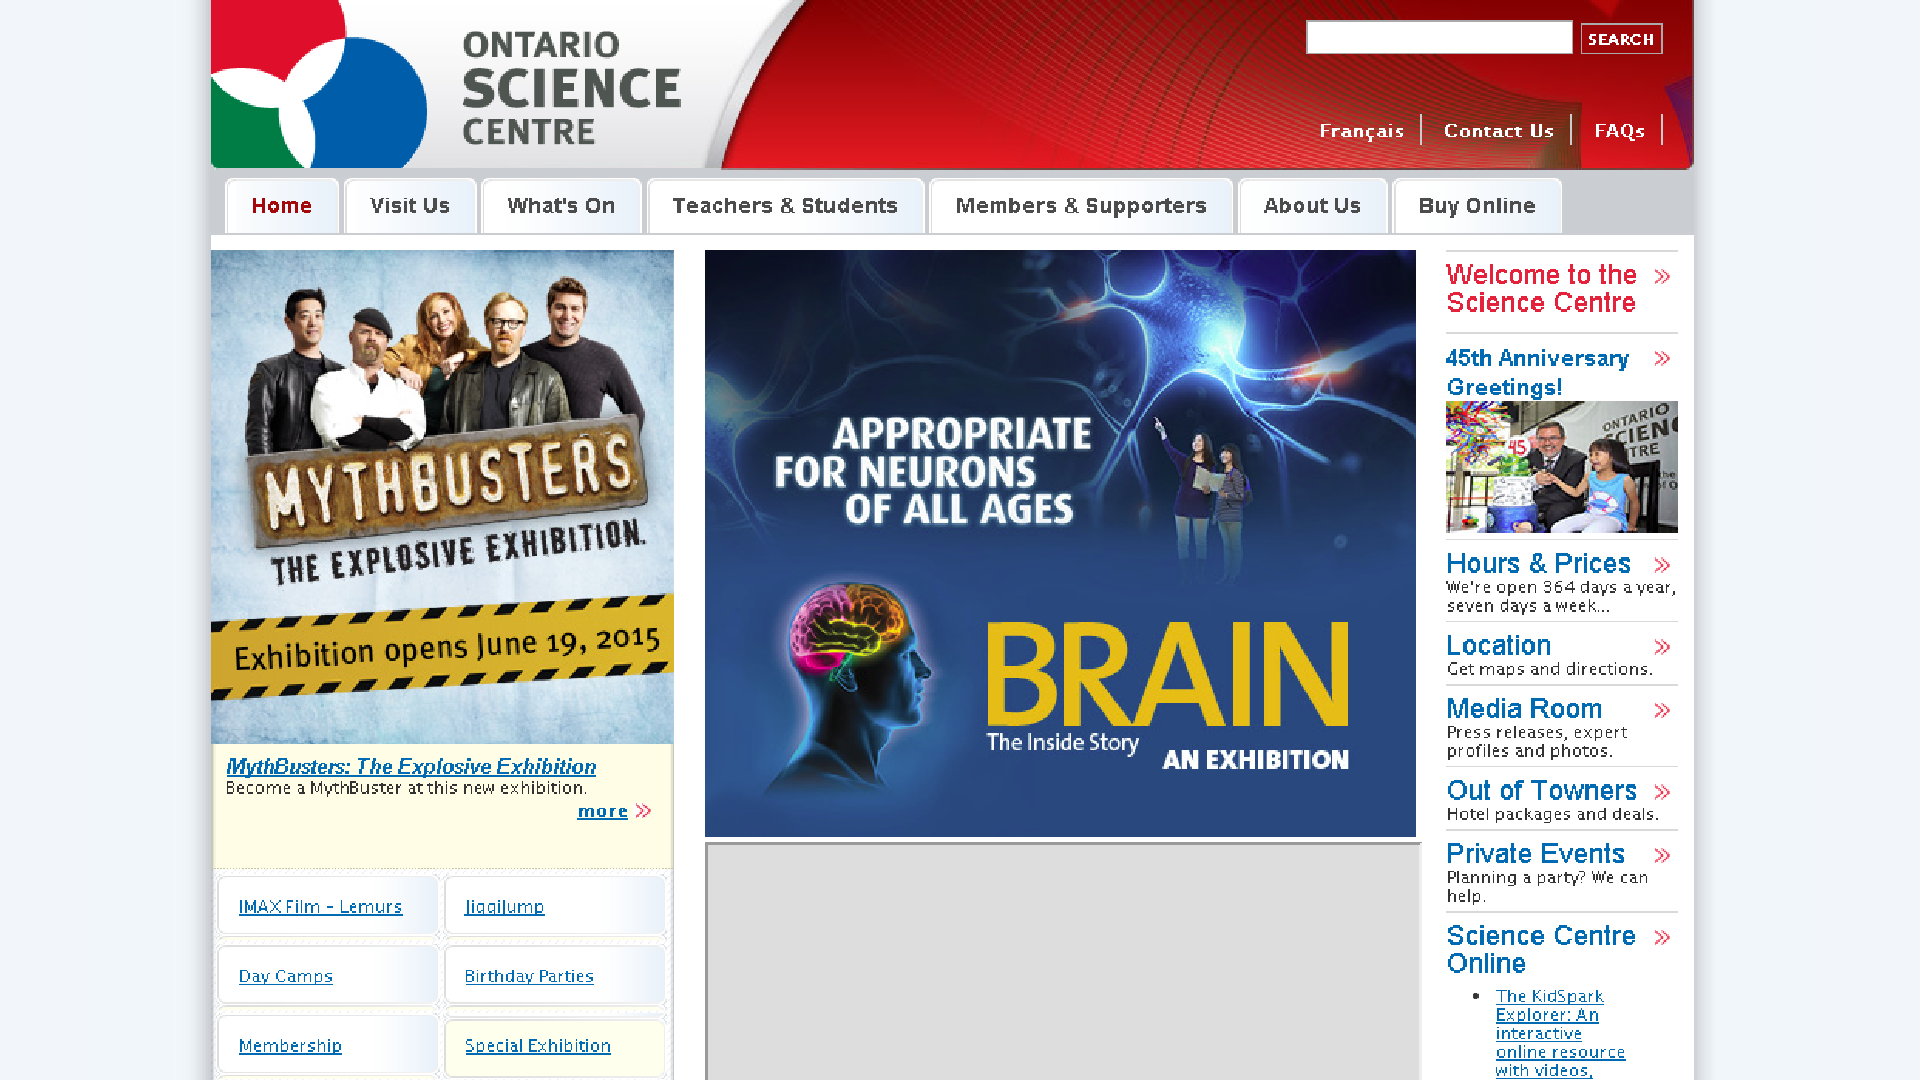 ONTARIO
SCIENCE
CENTRE
SEARCH
Français
Contact Us
FAQs
Home
Visit Us
What's On
Teachers & Students
Members & Supporters
About Us
Buy Online
MYTHBUSTERS
THE EXPLOSIVE EXHIBITION.
Exhibition opens June 19, 2015
MythBusters: The Explosive Exhibition
Become a MythBuster at this new exhibition.
more
IMAX Film – Lemurs
Jiggilump
Day Camps
Birthday Parties
Membership
Special Exhibition
APPROPRIATE
FOR NEURONS
OF ALL AGES
BRAIN
The Inside Story
AN EXHIBITION
Welcome to the
Science Centre
45th Anniversary
Greetings!
ONTARIO
45
Hours & Prices
We're open 364 days a year,
seven days a week...
Location
Get maps and directions.
Media Room
Press releases, expert
profiles and photos.
Out of Towners
Hotel packages and deals.
Private Events
Planning a party? We can
help.
Science Centre
Online
• The KidSpark
Explorer: An
interactive
online resource
with videos,